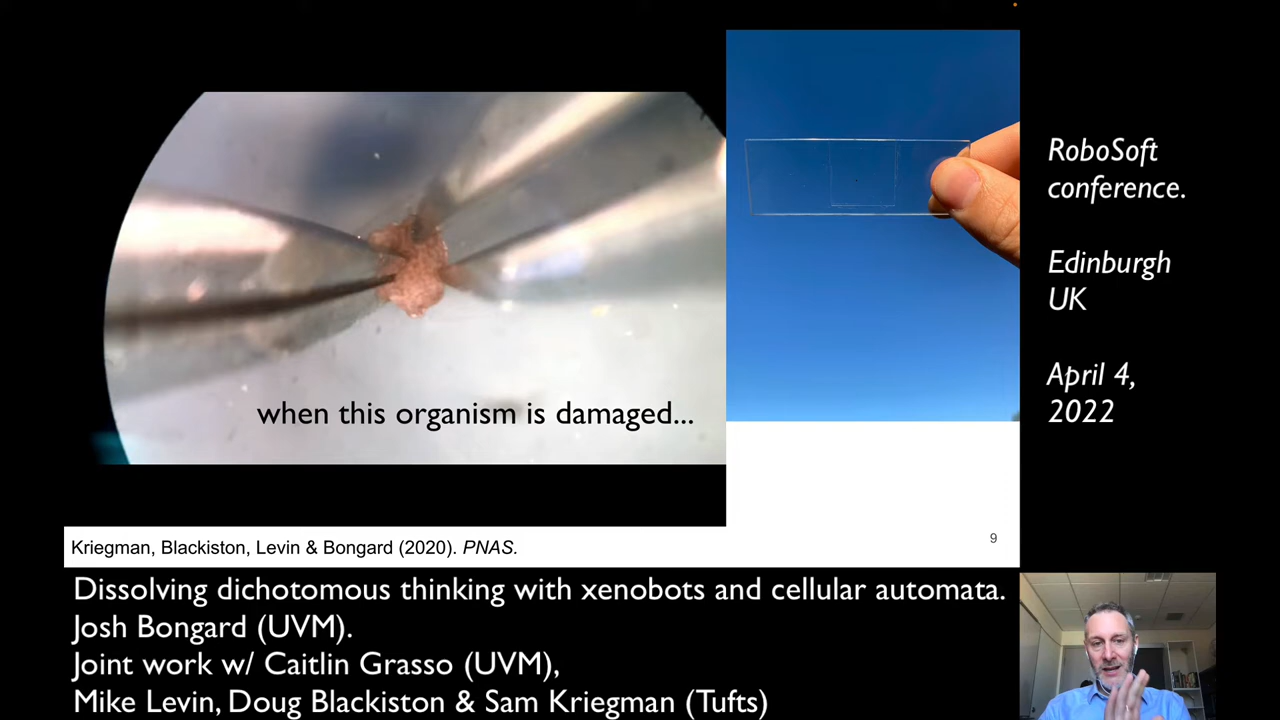 when this organism is damaged...
RoboSoft
conference.
Edinburgh
UK
April 4,
2022
9
Kriegman, Blackiston, Levin & Bongard (2020). PNAS.
Dissolving dichotomous thinking with xenobots and cellular automata.
Josh Bongard (UVM).
Joint work w/ Caitlin Grasso (UVM),
Mike Levin, Doug Blackiston & Sam Kriegman (Tufts)